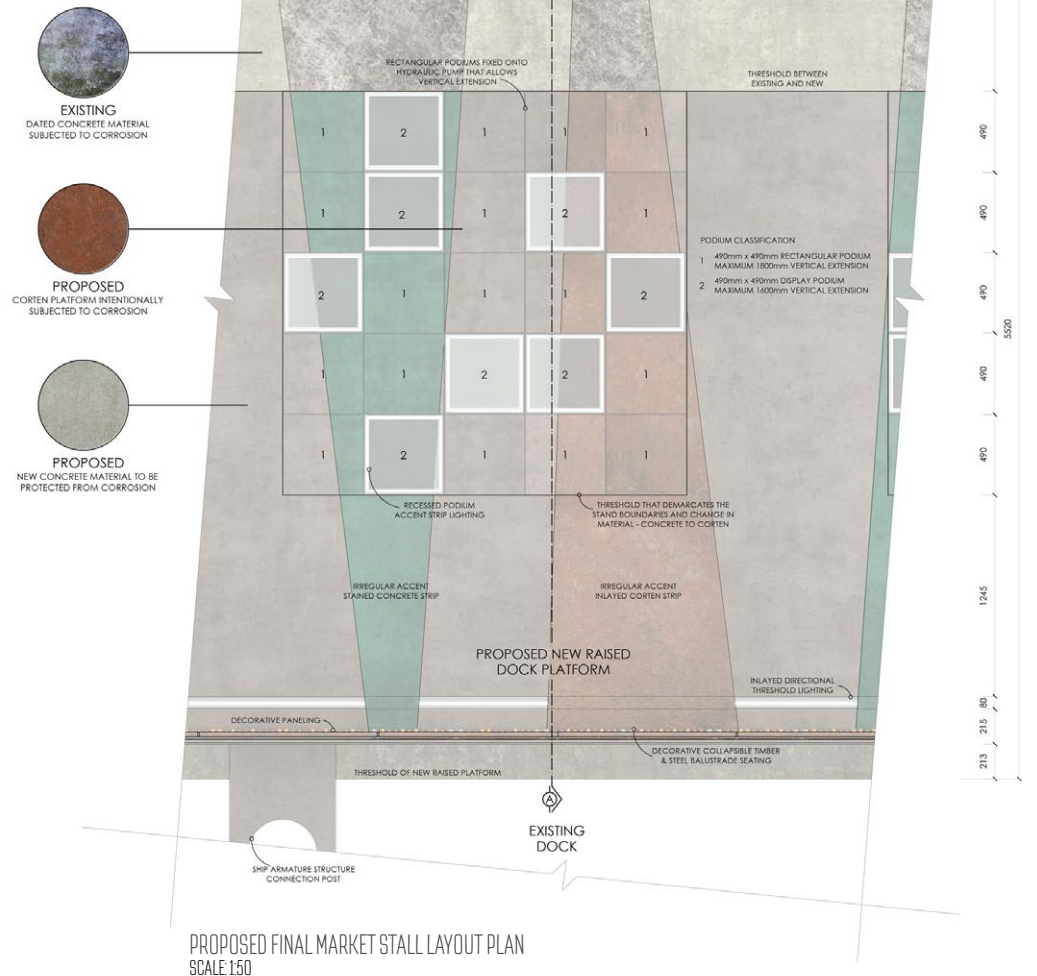 EXISTING
DATED CONCRETE MATERIAL
SUBJECTED TO CORROSION
PROPOSED
CORTEN PLATFORM INTENTIONALLY
SUBJECTED TO CORROSION
PROPOSED
NEW CONCRETE MATERIAL TO BE
PROTECTED FROM CORROSION
RECTANGULAR PODIUMS FIXED ONTO
HYDRAULIC PUMP THAT ALLOWS
VERTICAL EXTENSION
THRESHOLD BETWEEN
EXISTING AND NEW
1 2 1 1 1
1 2 1 2 1
2 1 1 1 2
1 1 2 2 1
1 2 1 1 1
PODIUM CLASSIFICATION
1 490mm x 490mm RECTANGULAR PODIUM
MAXIMUM 1800mm VERTICAL EXTENSION
2 490mm x 490mm DISPLAY PODIUM
MAXIMUM 1600mm VERTICAL EXTENSION
490
490
490
490
490
1245
80
215
213
5520
RECESSED PODIUM
ACCENT STRIP LIGHTING
THRESHOLD THAT DEMARCATES THE
STAND BOUNDARIES AND CHANGE IN
MATERIAL - CONCRETE TO CORTEN
IRREGULAR ACCENT
STAINED CONCRETE STRIP
IRREGULAR ACCENT
INLAYED CORTEN STRIP
PROPOSED NEW RAISED
DOCK PLATFORM
INLAYED DIRECTIONAL
THRESHOLD LIGHTING
DECORATIVE PANELING
DECORATIVE COLLAPSIBLE TIMBER
& STEEL BALUSTRADE SEATING
THRESHOLD OF NEW RAISED PLATFORM
A
EXISTING
DOCK
SHIP ARMATURE STRUCTURE
CONNECTION POST
PROPOSED FINAL MARKET STALL LAYOUT PLAN
SCALE 1:50